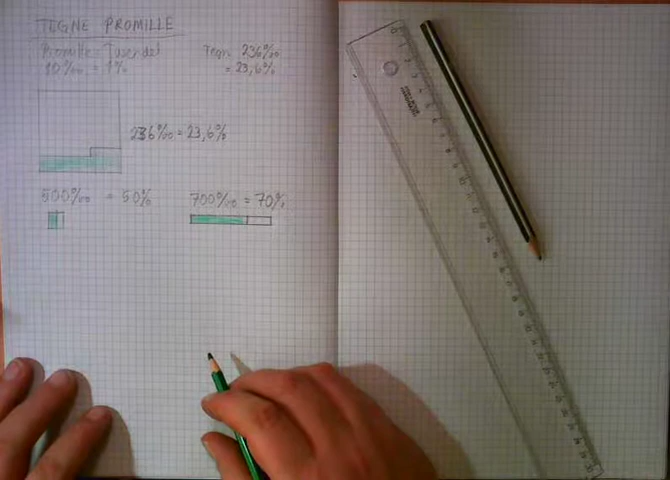 TEGNE PROMILLE
Promille Tusendel
10‰ = 1%
Tegn 236‰
= 23,6%
236‰ = 23,6%
500‰ = 50%
700‰ = 70%